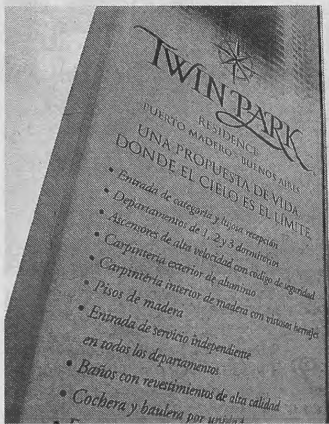 TWIN PARK
RESIDENCE
PUERTO MADERO - BUENOS AIRES
UNA PROPUESTA DE VIDA
DONDE EL CIELO ES EL LÍMITE
• Entrada de categoría y lujosa recepción
• Departamentos de 1, 2 y 3 dormitorios
• Ascensores de alta velocidad con código de seguridad
• Carpintería exterior de aluminio
• Carpintería interior de madera con vistosos herrajes
• Pisos de madera
• Entrada de servicio independiente
en todos los departamentos
• Baños con revestimientos de alta calidad
• Cochera y baulera por unidad